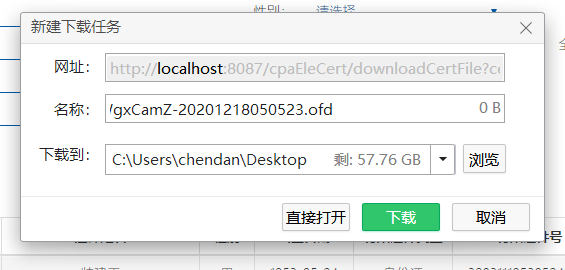 性别： 请选择
新建下载任务
网址： http://localhost:8087/cpaEleCert/downloadCertFile?ce
名称： /gxCamZ-20201218050523.ofd 0 B
下载到： C:\Users\chendan\Desktop 剩: 57.76 GB 浏览
直接打开 下载 取消